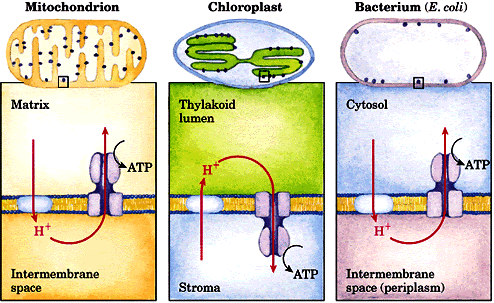 Mitochondrion
Matrix
ATP
H+
Intermembrane
space
Chloroplast
Thylakoid
lumen
H+
Stroma
ATP
Bacterium (E. coli)
Cytosol
ATP
H+
Intermembrane
space (periplasm)